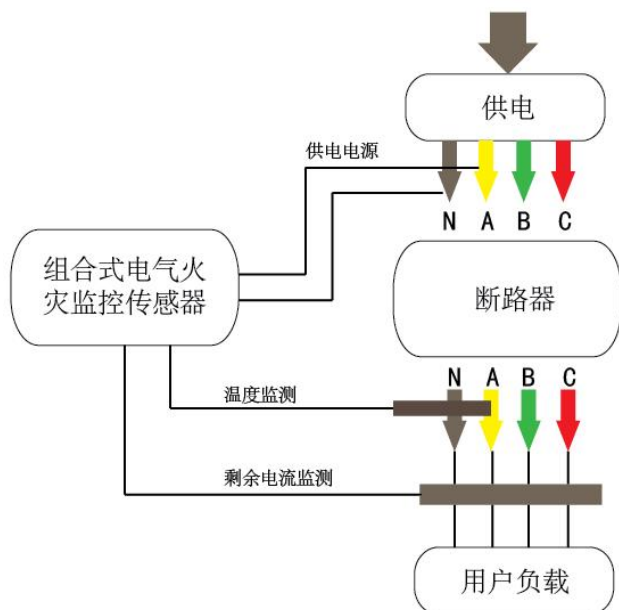 供电
供电电源
N A B C
组合式电气火
灾监控传感器
断路器
N A B C
温度监测
剩余电流监测
用户负载